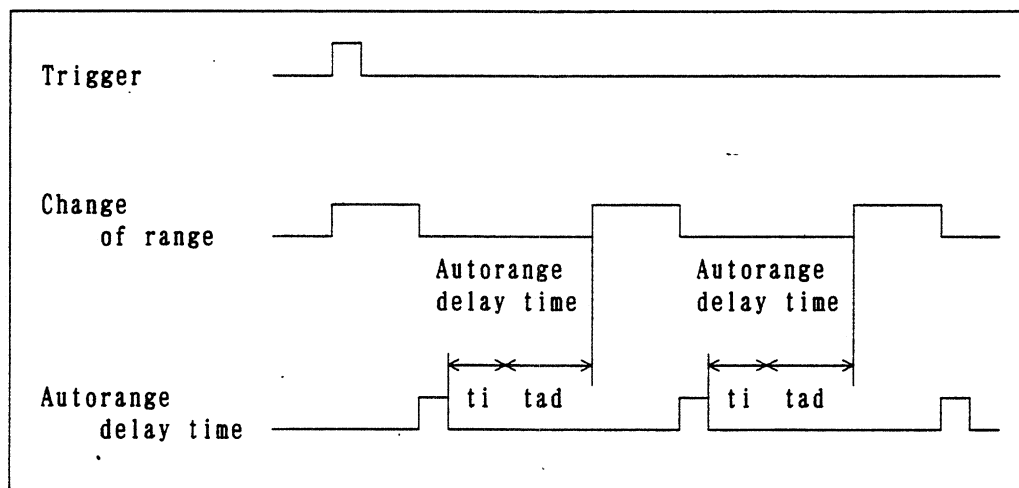 Trigger
Change
of range
Autorange
delay time
Autorange
delay time
ti tad
ti tad
Autorange
delay time